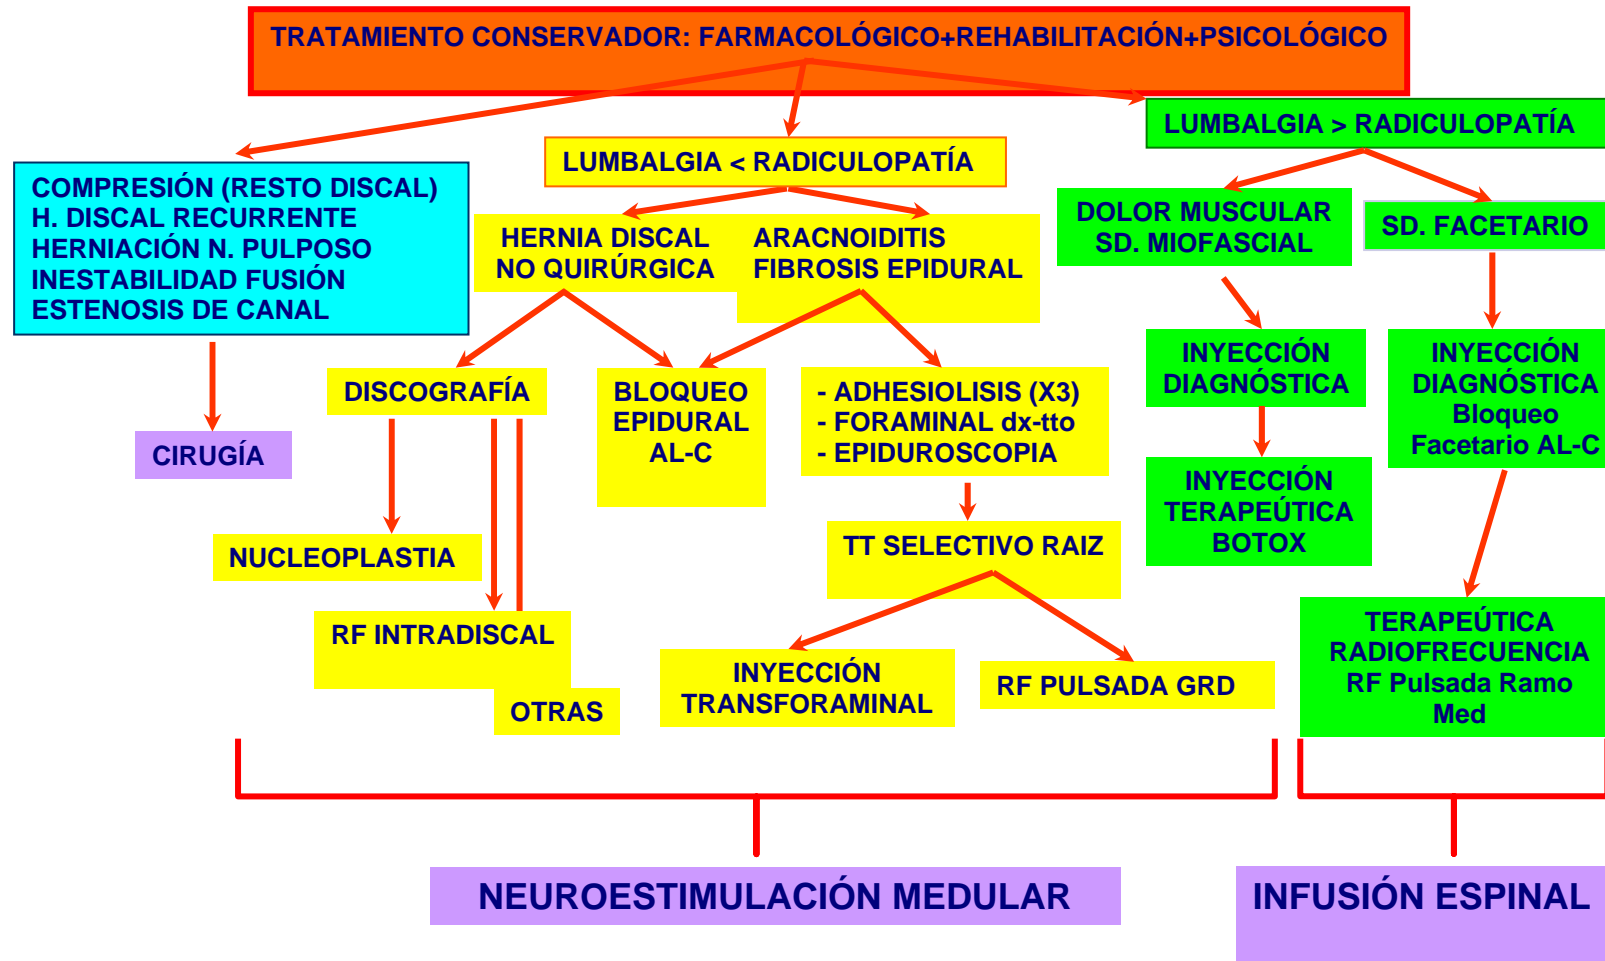 TRATAMIENTO CONSERVADOR: FARMACOLÓGICO+REHABILITACIÓN+PSICOLÓGICO
LUMBALGIA > RADICULOPATÍA
LUMBALGIA < RADICULOPATÍA
COMPRESIÓN (RESTO DISCAL)
H. DISCAL RECURRENTE
HERNIACIÓN N. PULPOSO
INESTABILIDAD FUSIÓN
ESTENOSIS DE CANAL
HERNIA DISCAL
NO QUIRÚRGICA
ARACNOIDITIS
FIBROSIS EPIDURAL
DOLOR MUSCULAR
SD. MIOFASCIAL
SD. FACETARIO
DISCOGRAFÍA
BLOQUEO
EPIDURAL
AL-C
- ADHESIOLISIS (X3)
- FORAMINAL dx-tto
- EPIDUROSCOPIA
INYECCIÓN
DIAGNÓSTICA
INYECCIÓN
DIAGNÓSTICA
Bloqueo
Facetario AL-C
CIRUGÍA
INYECCIÓN
TERAPEÚTICA
BOTOX
NUCLEOPLASTIA
TT SELECTIVO RAIZ
RF INTRADISCAL
OTRAS
INYECCIÓN
TRANSFORAMINAL
RF PULSADA GRD
TERAPEÚTICA
RADIOFRECUENCIA
RF Pulsada Ramo
Med
NEUROESTIMULACIÓN MEDULAR
INFUSIÓN ESPINAL